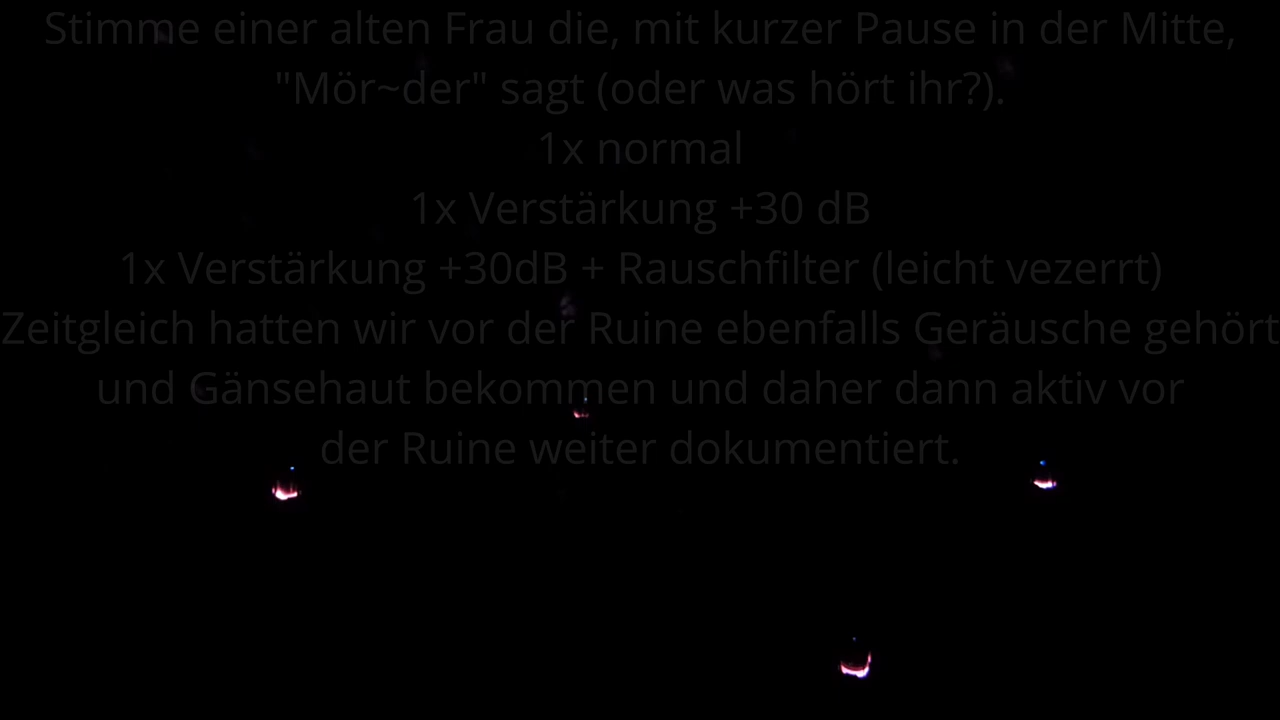 Stimme einer alten Frau die, mit kurzer Pause in der Mitte,
"Mör~der" sagt (oder was hört ihr?).
1x normal
1x Verstärkung +30 dB
1x Verstärkung +30dB + Rauschfilter (leicht vezerrt)
Zeitgleich hatten wir vor der Ruine ebenfalls Geräusche gehört
und Gänsehaut bekommen und daher dann aktiv vor
der Ruine weiter dokumentiert.